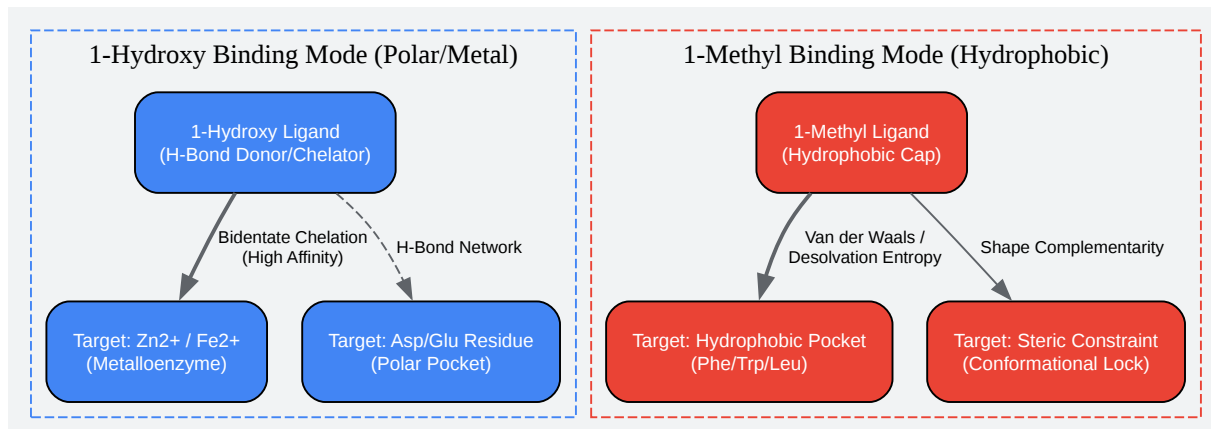 1-Hydroxy Binding Mode (Polar/Metal)
1-Hydroxy Ligand
(H-Bond Donor/Chelator)
Bidentate Chelation
(High Affinity)
H-Bond Network
Target: Zn2+ / Fe2+
(Metalloenzyme)
Target: Asp/Glu Residue
(Polar Pocket)
1-Methyl Binding Mode (Hydrophobic)
1-Methyl Ligand
(Hydrophobic Cap)
Van der Waals /
Desolvation Entropy
Shape Complementarity
Target: Hydrophobic Pocket
(Phe/Trp/Leu)
Target: Steric Constraint
(Conformational Lock)